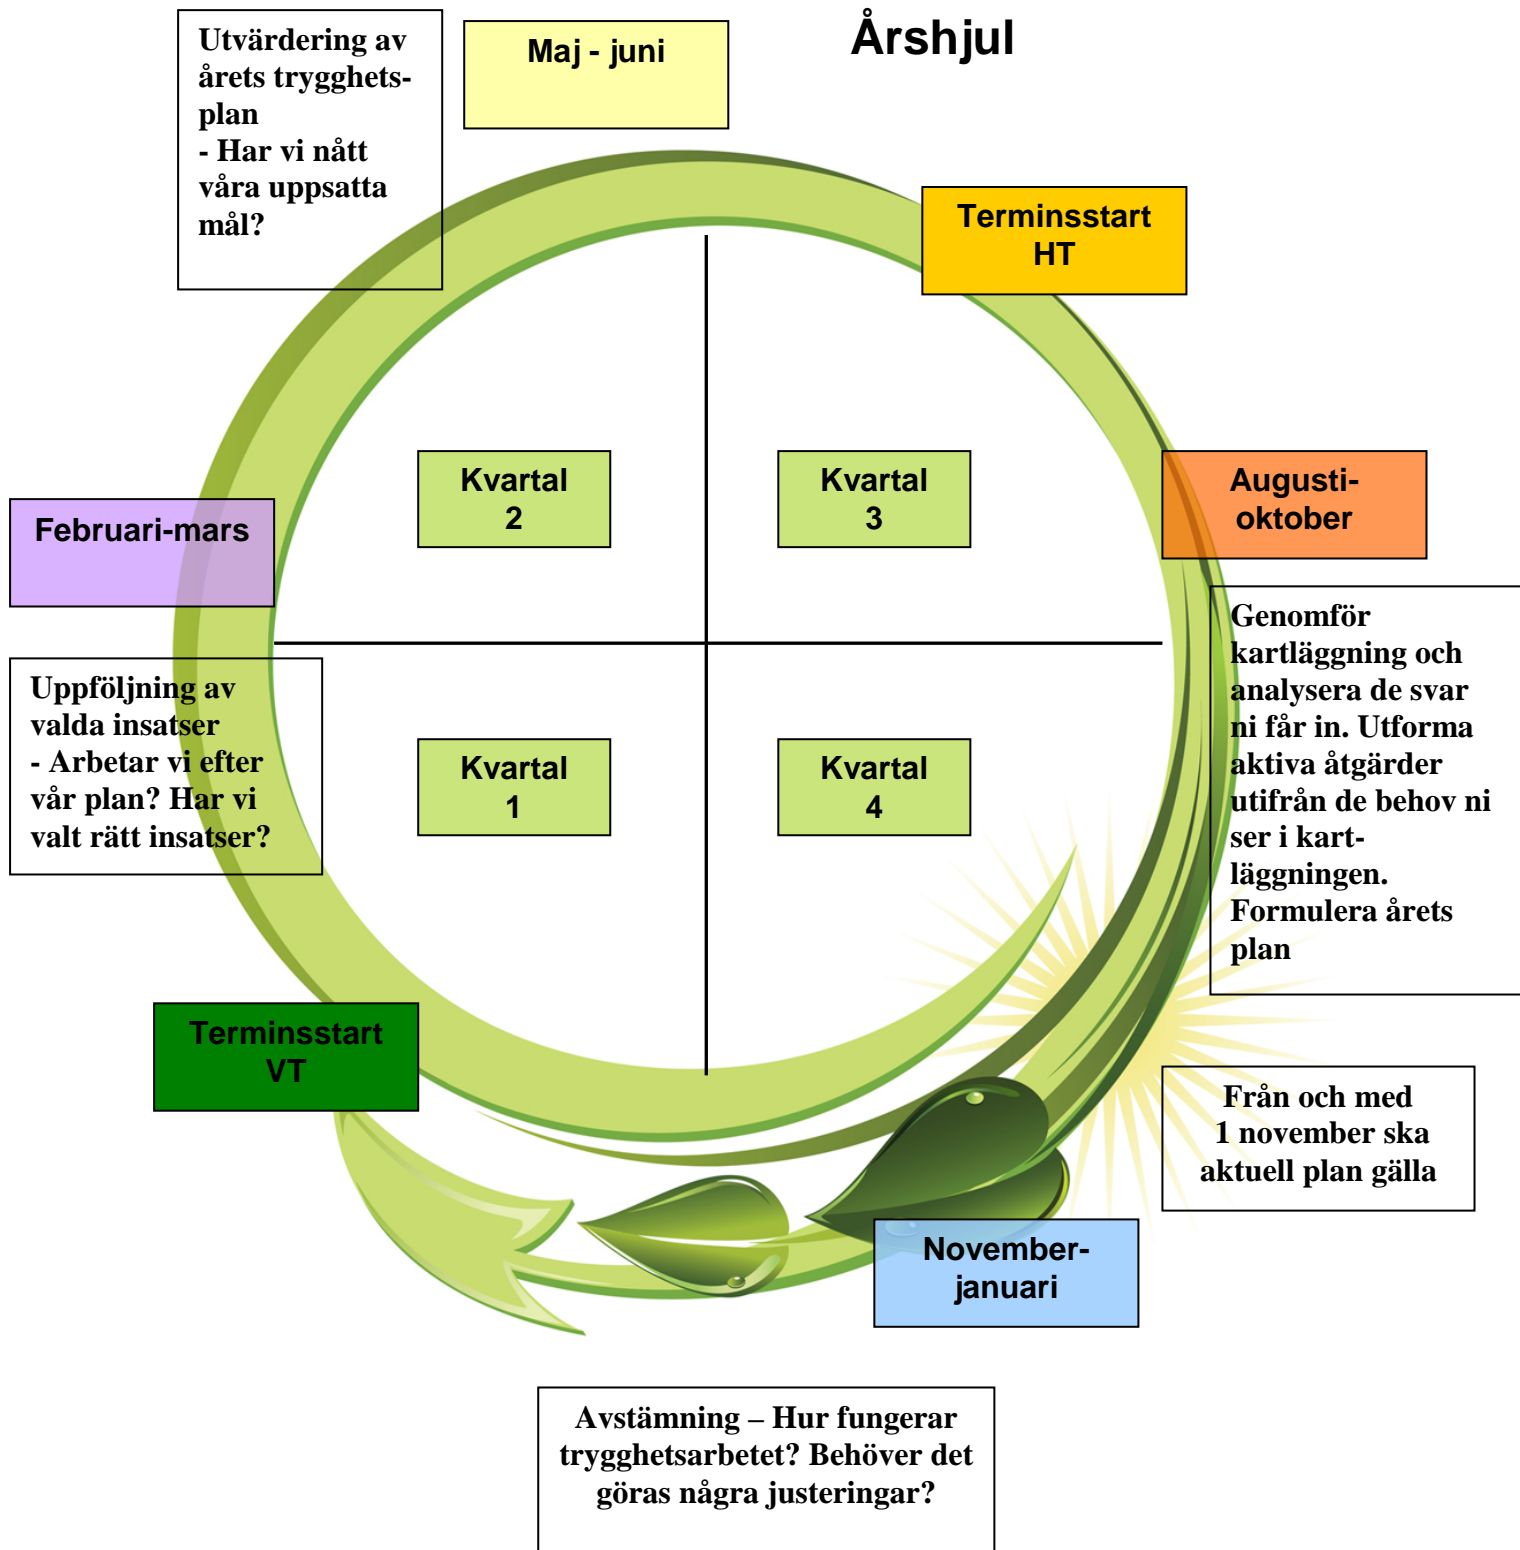 Årshjul
Utvärdering av
årets trygghets-
plan
- Har vi nått
våra uppsatta
mål?
Maj - juni
Terminsstart
HT
Kvartal
2
Kvartal
3
Augusti-
oktober
Februari-mars
Genomför
kartläggning och
analysera de svar
ni får in. Utforma
aktiva åtgärder
utifrån de behov ni
ser i kart-
läggningen.
Formulera årets
plan
Uppföljning av
valda insatser
- Arbetar vi efter
vår plan? Har vi
valt rätt insatser?
Kvartal
1
Kvartal
4
Terminsstart
VT
Från och med
1 november ska
aktuell plan gälla
November-
januari
Avstämning – Hur fungerar
trygghetsarbetet? Behöver det
göras några justeringar?